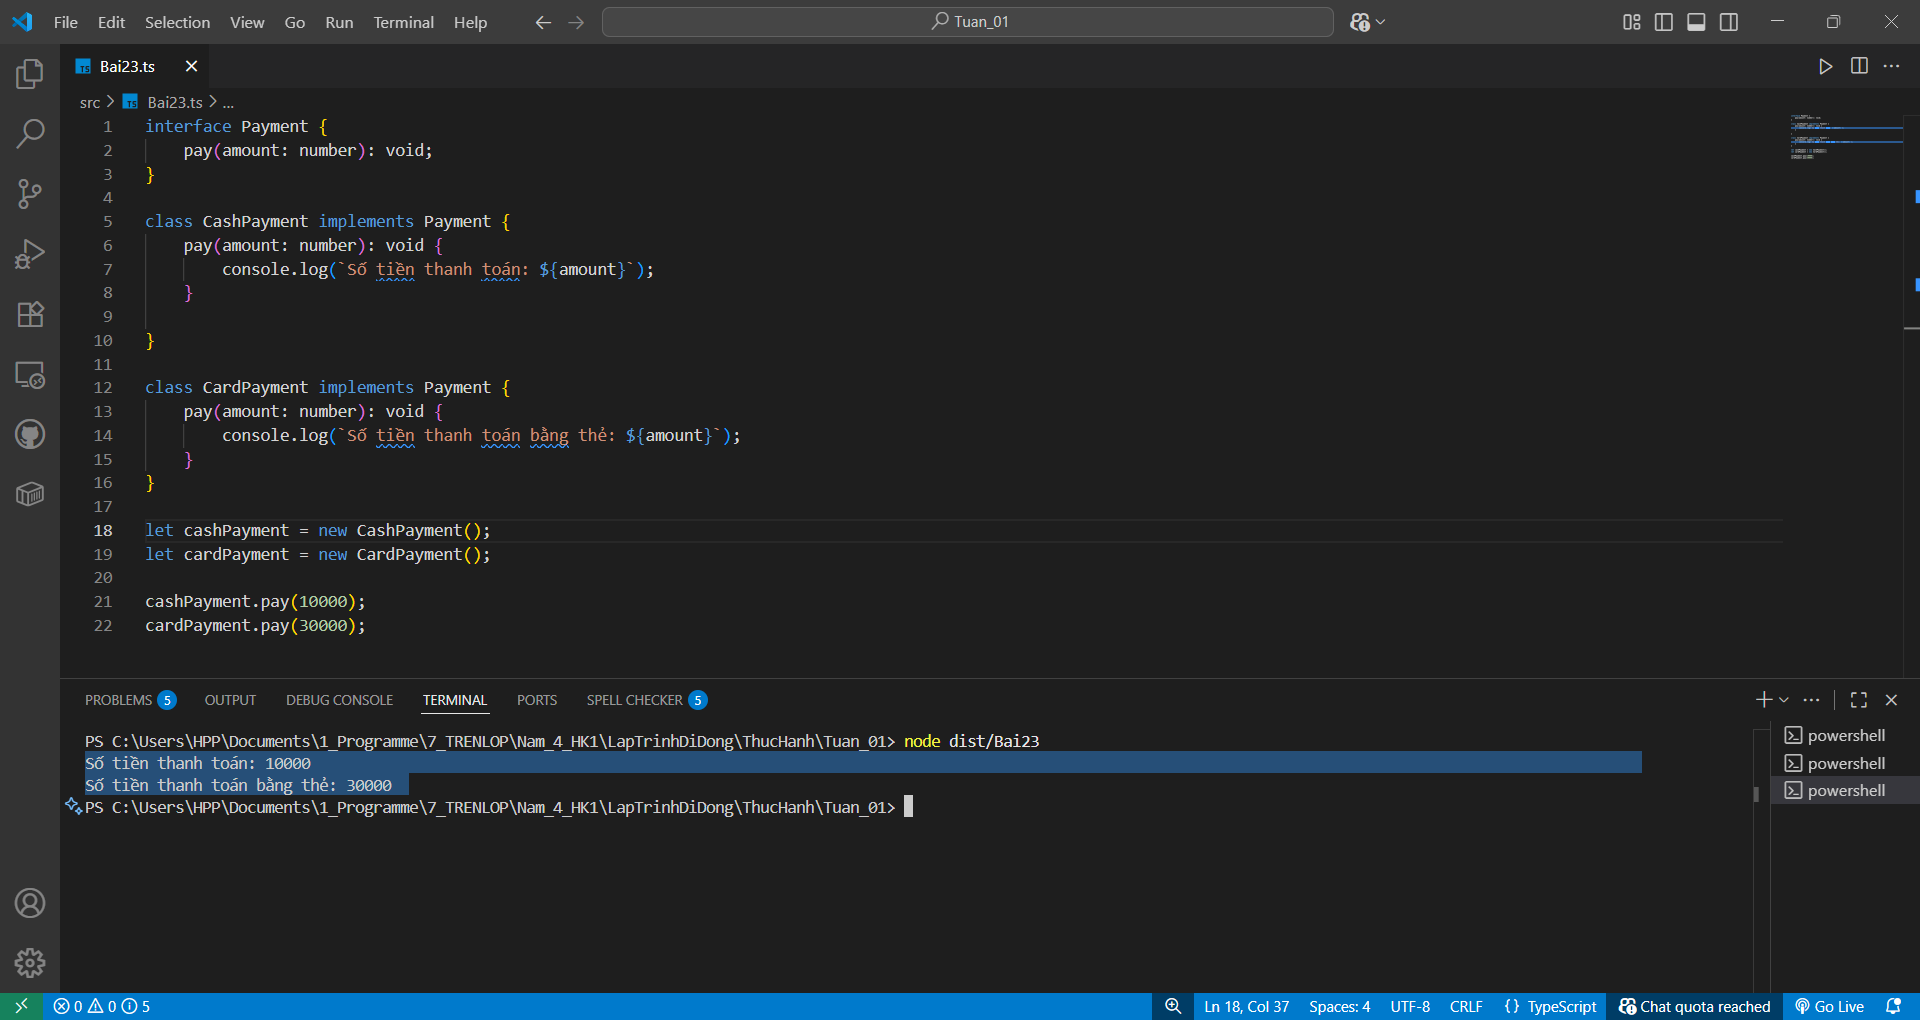 File Edit Selection View Go Run Terminal Help
Tuan_01
Bai23.ts
src > Bai23.ts > ...
1 interface Payment {
2 pay(amount: number): void;
3 }
4
5 class CashPayment implements Payment {
6 pay(amount: number): void {
7 console.log(`Số tiền thanh toán: ${amount}`);
8 }
9
10 }
11
12 class CardPayment implements Payment {
13 pay(amount: number): void {
14 console.log(`Số tiền thanh toán bằng thẻ: ${amount}`);
15 }
16 }
17
18 let cashPayment = new CashPayment();
19 let cardPayment = new CardPayment();
20
21 cashPayment.pay(10000);
22 cardPayment.pay(30000);
PROBLEMS 5 OUTPUT DEBUG CONSOLE TERMINAL PORTS SPELL CHECKER 5
PS C:\Users\HPP\Documents\1_Programme\7_TRENLOP\Nam_4_HK1\LapTrinhDiDong\ThucHanh\Tuan_01> node dist/Bai23
Số tiền thanh toán: 10000
Số tiền thanh toán bằng thẻ: 30000
PS C:\Users\HPP\Documents\1_Programme\7_TRENLOP\Nam_4_HK1\LapTrinhDiDong\ThucHanh\Tuan_01>
powershell
powershell
powershell
0 0 5 Ln 18, Col 37 Spaces: 4 UTF-8 CRLF {} TypeScript Chat quota reached Go Live